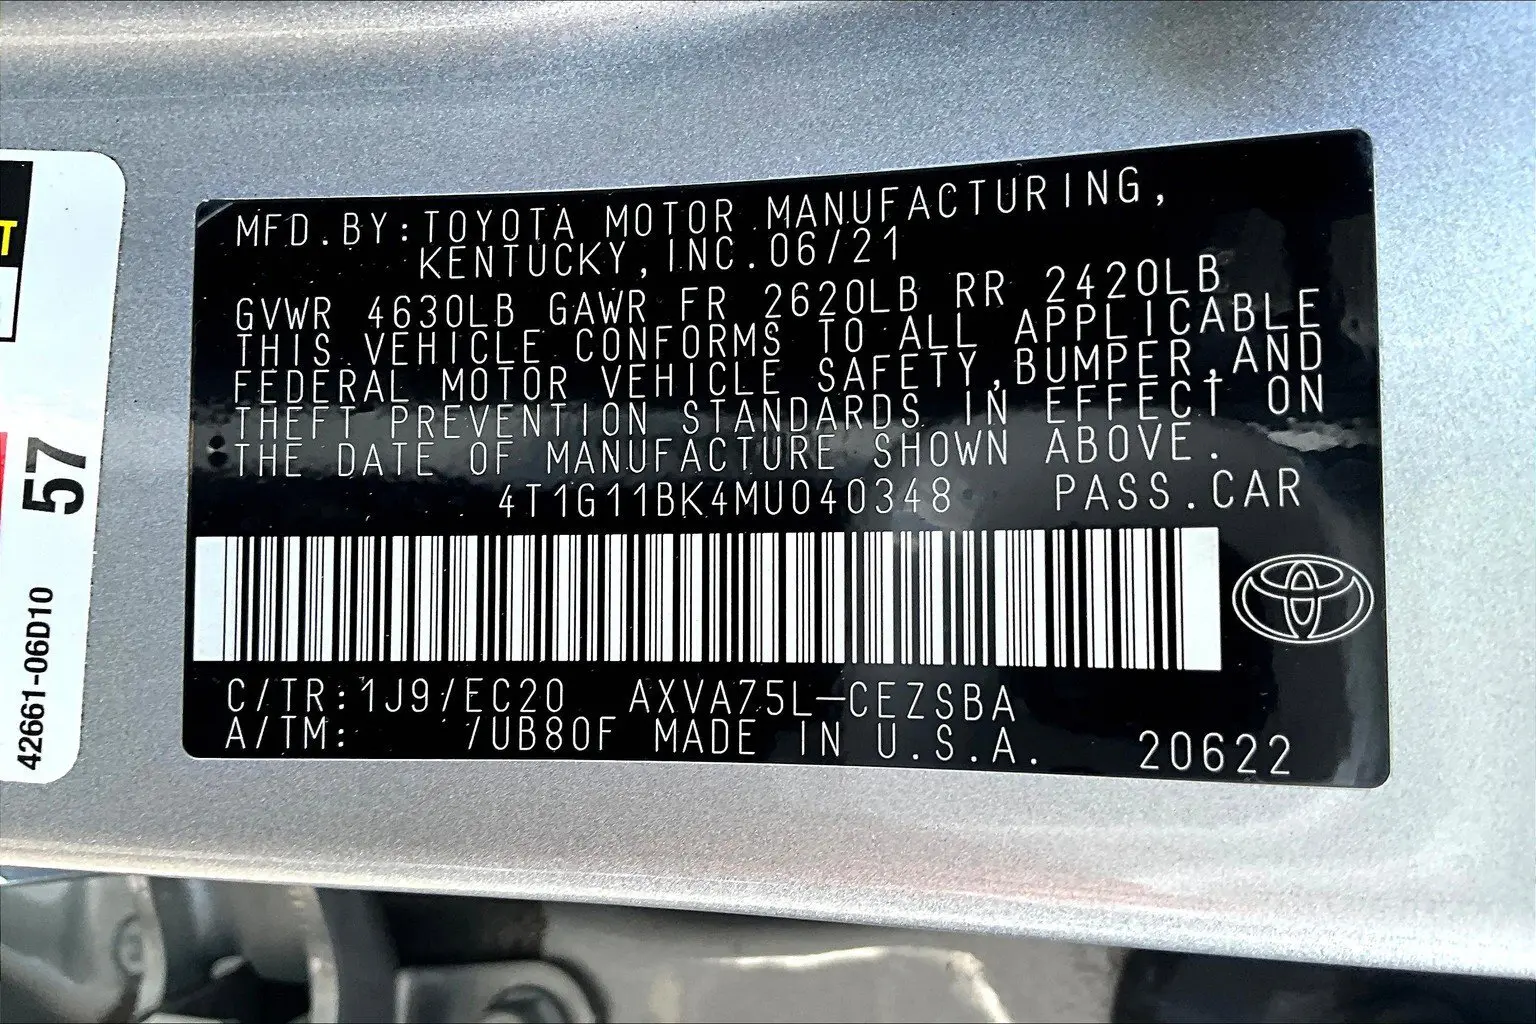 MFD.BY:TOYOTA MOTOR MANUFACTURING,
KENTUCKY,INC.06/21
GVWR 4630LB GAWR FR 2620LB RR 2420LB
THIS VEHICLE CONFORMS TO ALL APPLICABLE
FEDERAL MOTOR VEHICLE SAFETY,BUMPER,AND
THEFT PREVENTION STANDARDS IN EFFECT ON
THE DATE OF MANUFACTURE SHOWN ABOVE.
4T1G11BK4MU040348 PASS.CAR
C/TR:1J9/EC20 AXVA75L-CEZSBA
A/TM: /UB80F MADE IN U.S.A. 20622
T
57
42661-06D10